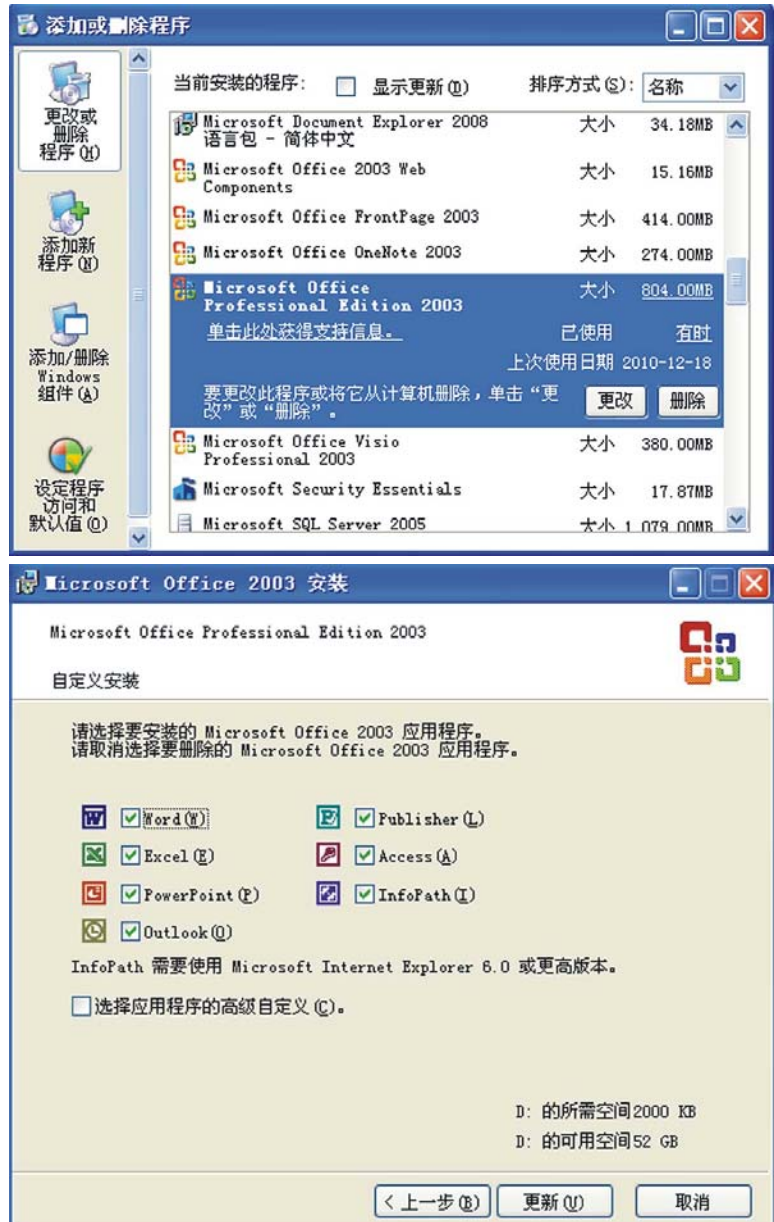 添加或删除程序
更改或
删除
程序(H)
添加新
程序(N)
添加/删除
Windows
组件(A)
设定程序
访问和
默认值(O)
当前安装的程序: 显示更新(D) 排序方式(S): 名称
Microsoft Document Explorer 2008 大小 34.18MB
语言包 - 简体中文
Microsoft Office 2003 Web 大小 15.16MB
Components
Microsoft Office FrontPage 2003 大小 414.00MB
Microsoft Office OneNote 2003 大小 274.00MB
Microsoft Office 大小 804.00MB
Professional Edition 2003
单击此处获得支持信息。 已使用 有时
上次使用日期 2010-12-18
要更改此程序或将它从计算机删除,单击“更
改”或“删除”。 更改 删除
Microsoft Office Visio 大小 380.00MB
Professional 2003
Microsoft Security Essentials 大小 17.87MB
Microsoft SQL Server 2005 大小 1,079.00MB
Microsoft Office 2003 安装
Microsoft Office Professional Edition 2003
自定义安装
请选择要安装的 Microsoft Office 2003 应用程序。
请取消选择要删除的 Microsoft Office 2003 应用程序。
Word(W) Publisher(L)
Excel(E) Access(A)
PowerPoint(P) InfoPath(I)
Outlook(O)
InfoPath 需要使用 Microsoft Internet Explorer 6.0 或更高版本。
选择应用程序的高级自定义(C)。
D: 的所需空间2000 KB
D: 的可用空间52 GB
< 上一步(B) 更新(U) 取消